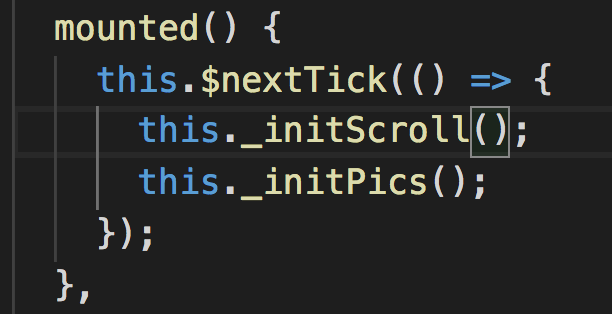 mounted() {
this.$nextTick(() => {
this._initScroll();
this._initPics();
});
},